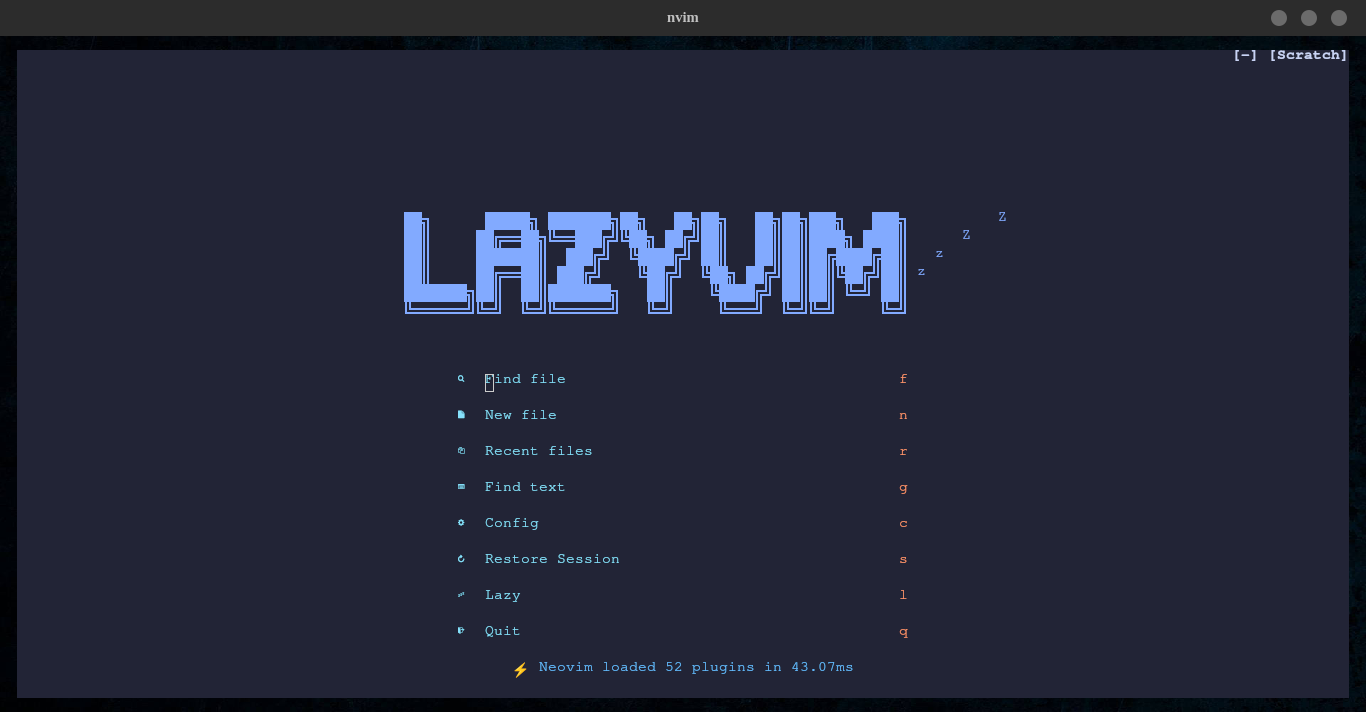 nvim
[-] [Scratch]
LAZYVIM
Z
Z
z
z
Find file f
New file n
Recent files r
Find text g
Config c
Restore Session s
Lazy l
Quit q
⚡ Neovim loaded 52 plugins in 43.07ms